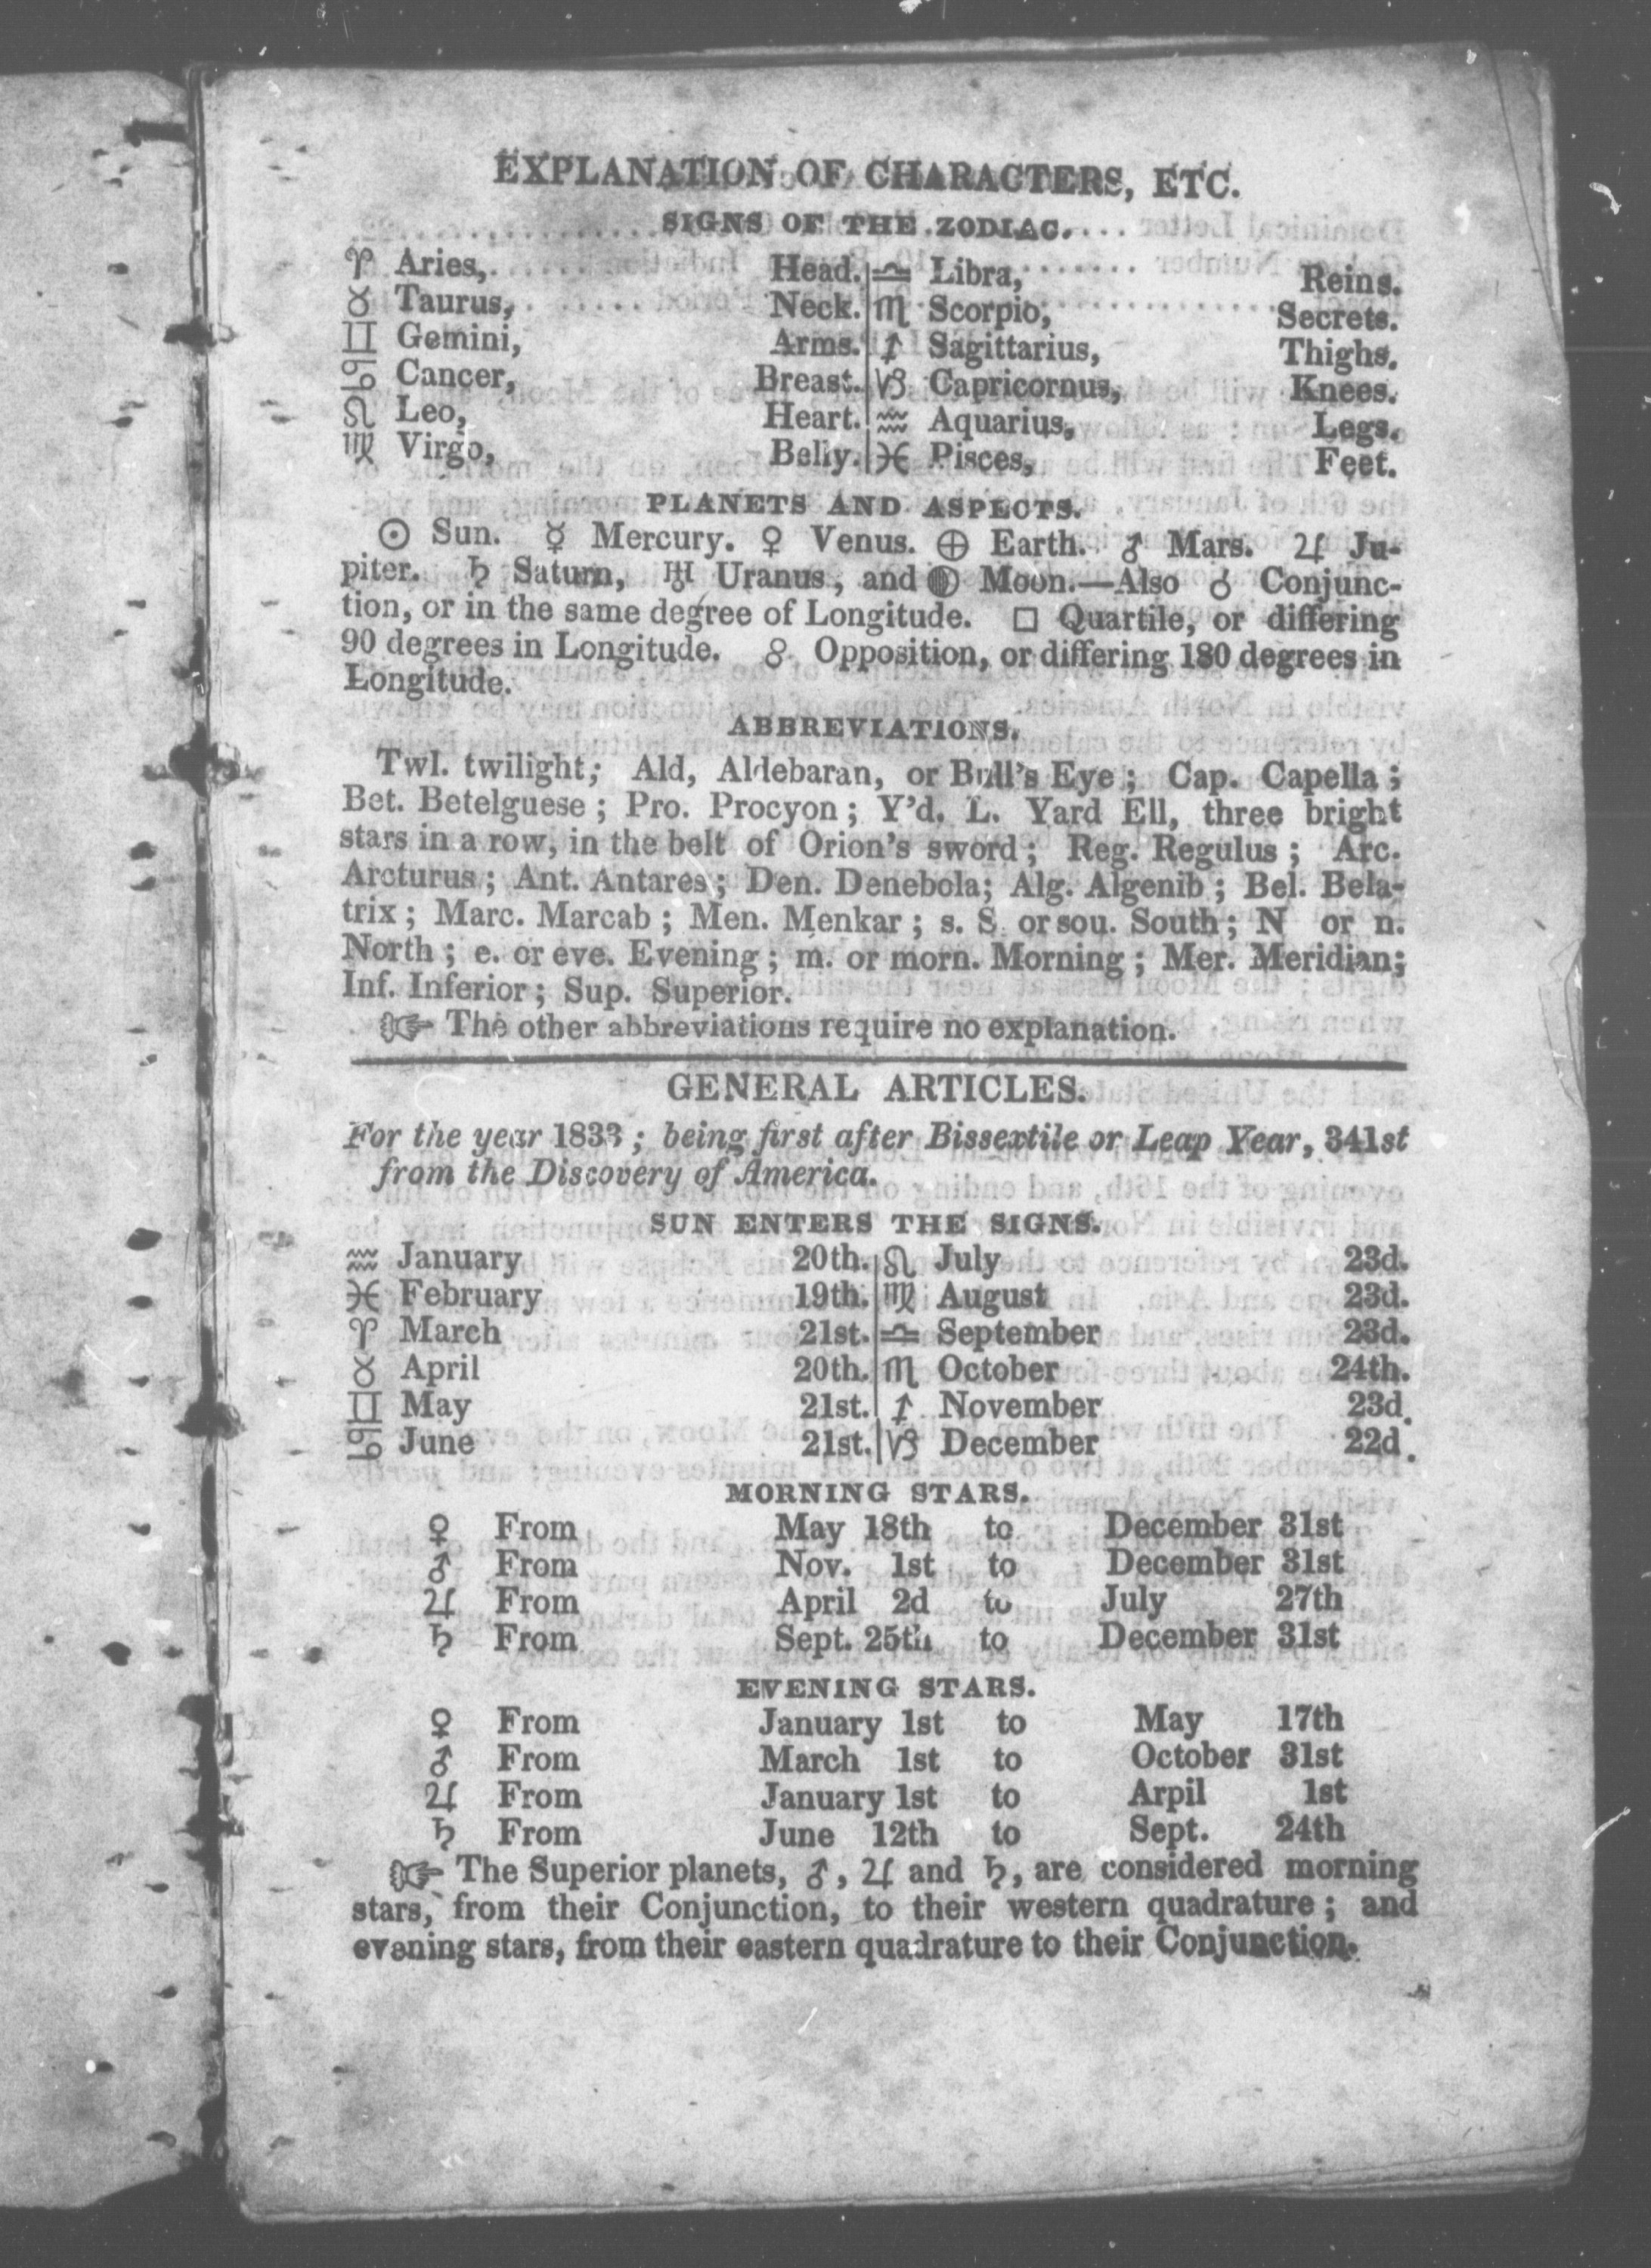 EXPLANATION OF CHARACTERS, ETC.
SIGNS OF THE ZODIAC.
♈ Aries, Head. ♎ Libra, Reins.
♉ Taurus, Neck. ♏ Scorpio, Secrets.
♊ Gemini, Arms. ♐ Sagittarius, Thighs.
♋ Cancer, Breast. ♑ Capricornus, Knees.
♌ Leo, Heart. ♒ Aquarius, Legs.
♍ Virgo, Belly. ♓ Pisces, Feet.
PLANETS AND ASPECTS.
☉ Sun. ☿ Mercury. ♀ Venus. ⊕ Earth. ♂ Mars. ♃ Ju-
piter. ♄ Saturn, ♅ Uranus, and ◐ Moon.—Also ☌ Conjunc-
tion, or in the same degree of Longitude. □ Quartile, or differing
90 degrees in Longitude. ☍ Opposition, or differing 180 degrees in
Longitude.
ABBREVIATIONS.
Twl. twilight; Ald, Aldebaran, or Bull's Eye; Cap. Capella;
Bet. Betelguese; Pro. Procyon; Y'd. L. Yard Ell, three bright
stars in a row, in the belt of Orion's sword; Reg. Regulus; Arc.
Arcturus; Ant. Antares; Den. Denebola; Alg. Algenib; Bel. Bela-
trix; Marc. Marcab; Men. Menkar; s. S. or sou. South; N or n.
North; e. or eve. Evening; m. or morn. Morning; Mer. Meridian;
Inf. Inferior; Sup. Superior.
☞ The other abbreviations require no explanation.
GENERAL ARTICLES.
For the year 1833; being first after Bissextile or Leap Year, 341st
from the Discovery of America.
SUN ENTERS THE SIGNS.
♒ January 20th. ♌ July 23d.
♓ February 19th. ♍ August 23d.
♈ March 21st. ♎ September 23d.
♉ April 20th. ♏ October 24th.
♊ May 21st. ♐ November 23d.
♋ June 21st. ♑ December 22d.
MORNING STARS.
♀ From May 18th to December 31st
♂ From Nov. 1st to December 31st
♃ From April 2d to July 27th
♄ From Sept. 25th to December 31st
EVENING STARS.
♀ From January 1st to May 17th
♂ From March 1st to October 31st
♃ From January 1st to Arpil 1st
♄ From June 12th to Sept. 24th
☞ The Superior planets, ♂, ♃ and ♄, are considered morning
stars, from their Conjunction, to their western quadrature; and
evening stars, from their eastern quadrature to their Conjunction.